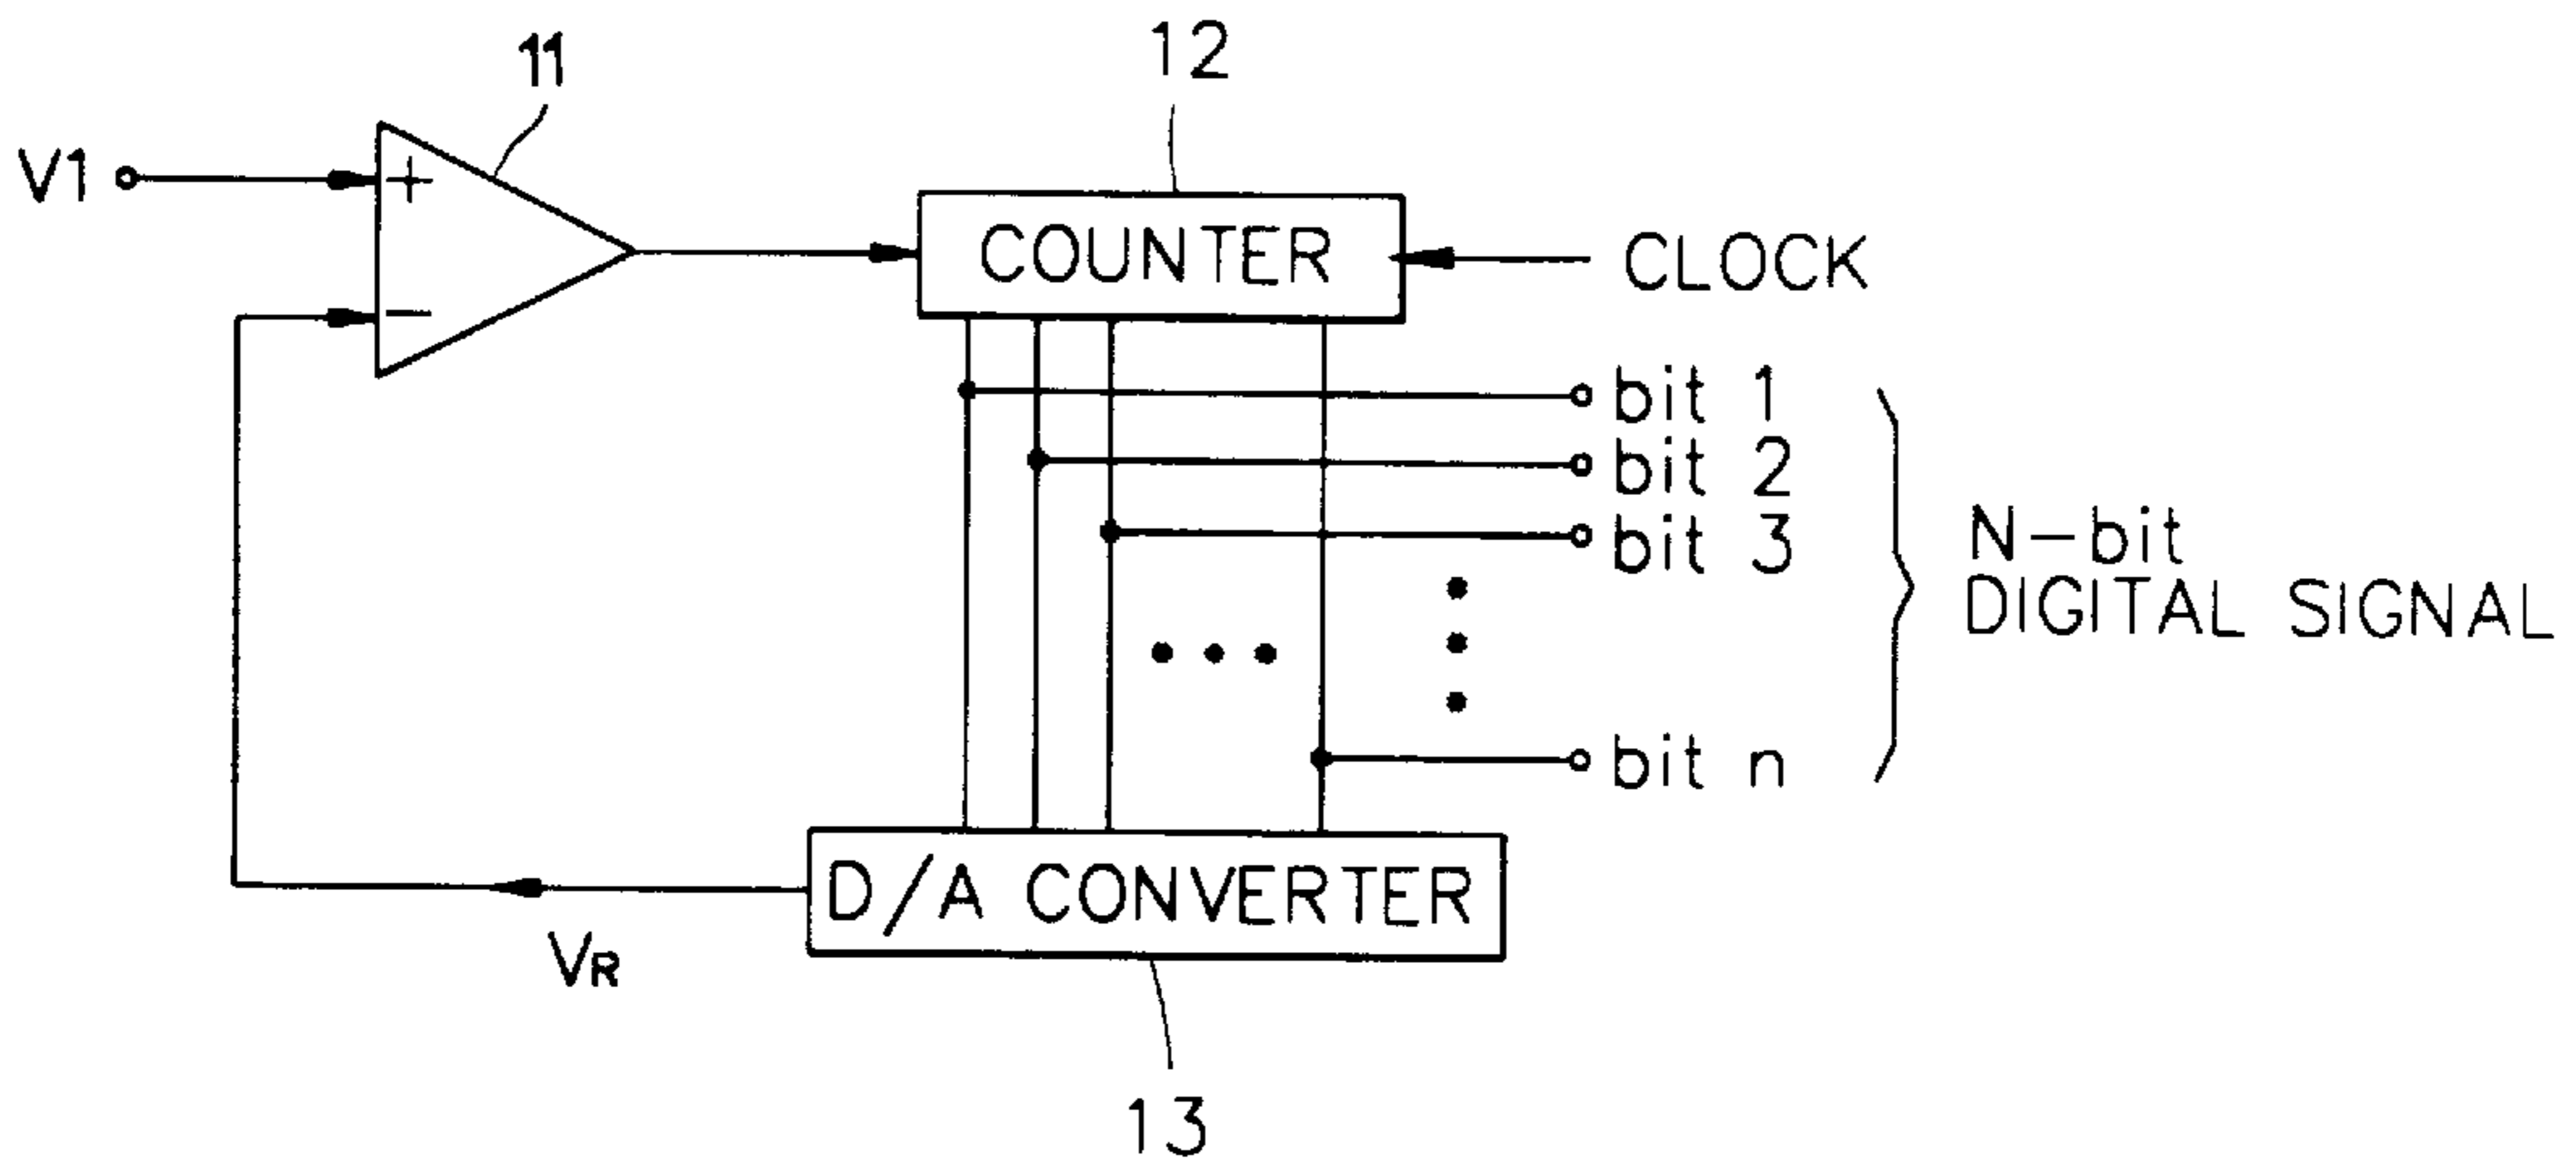 11
12
V1
+
COUNTER
CLOCK
−
bit 1
bit 2
bit 3
N-bit
DIGITAL SIGNAL
bit n
D/A CONVERTER
VR
13